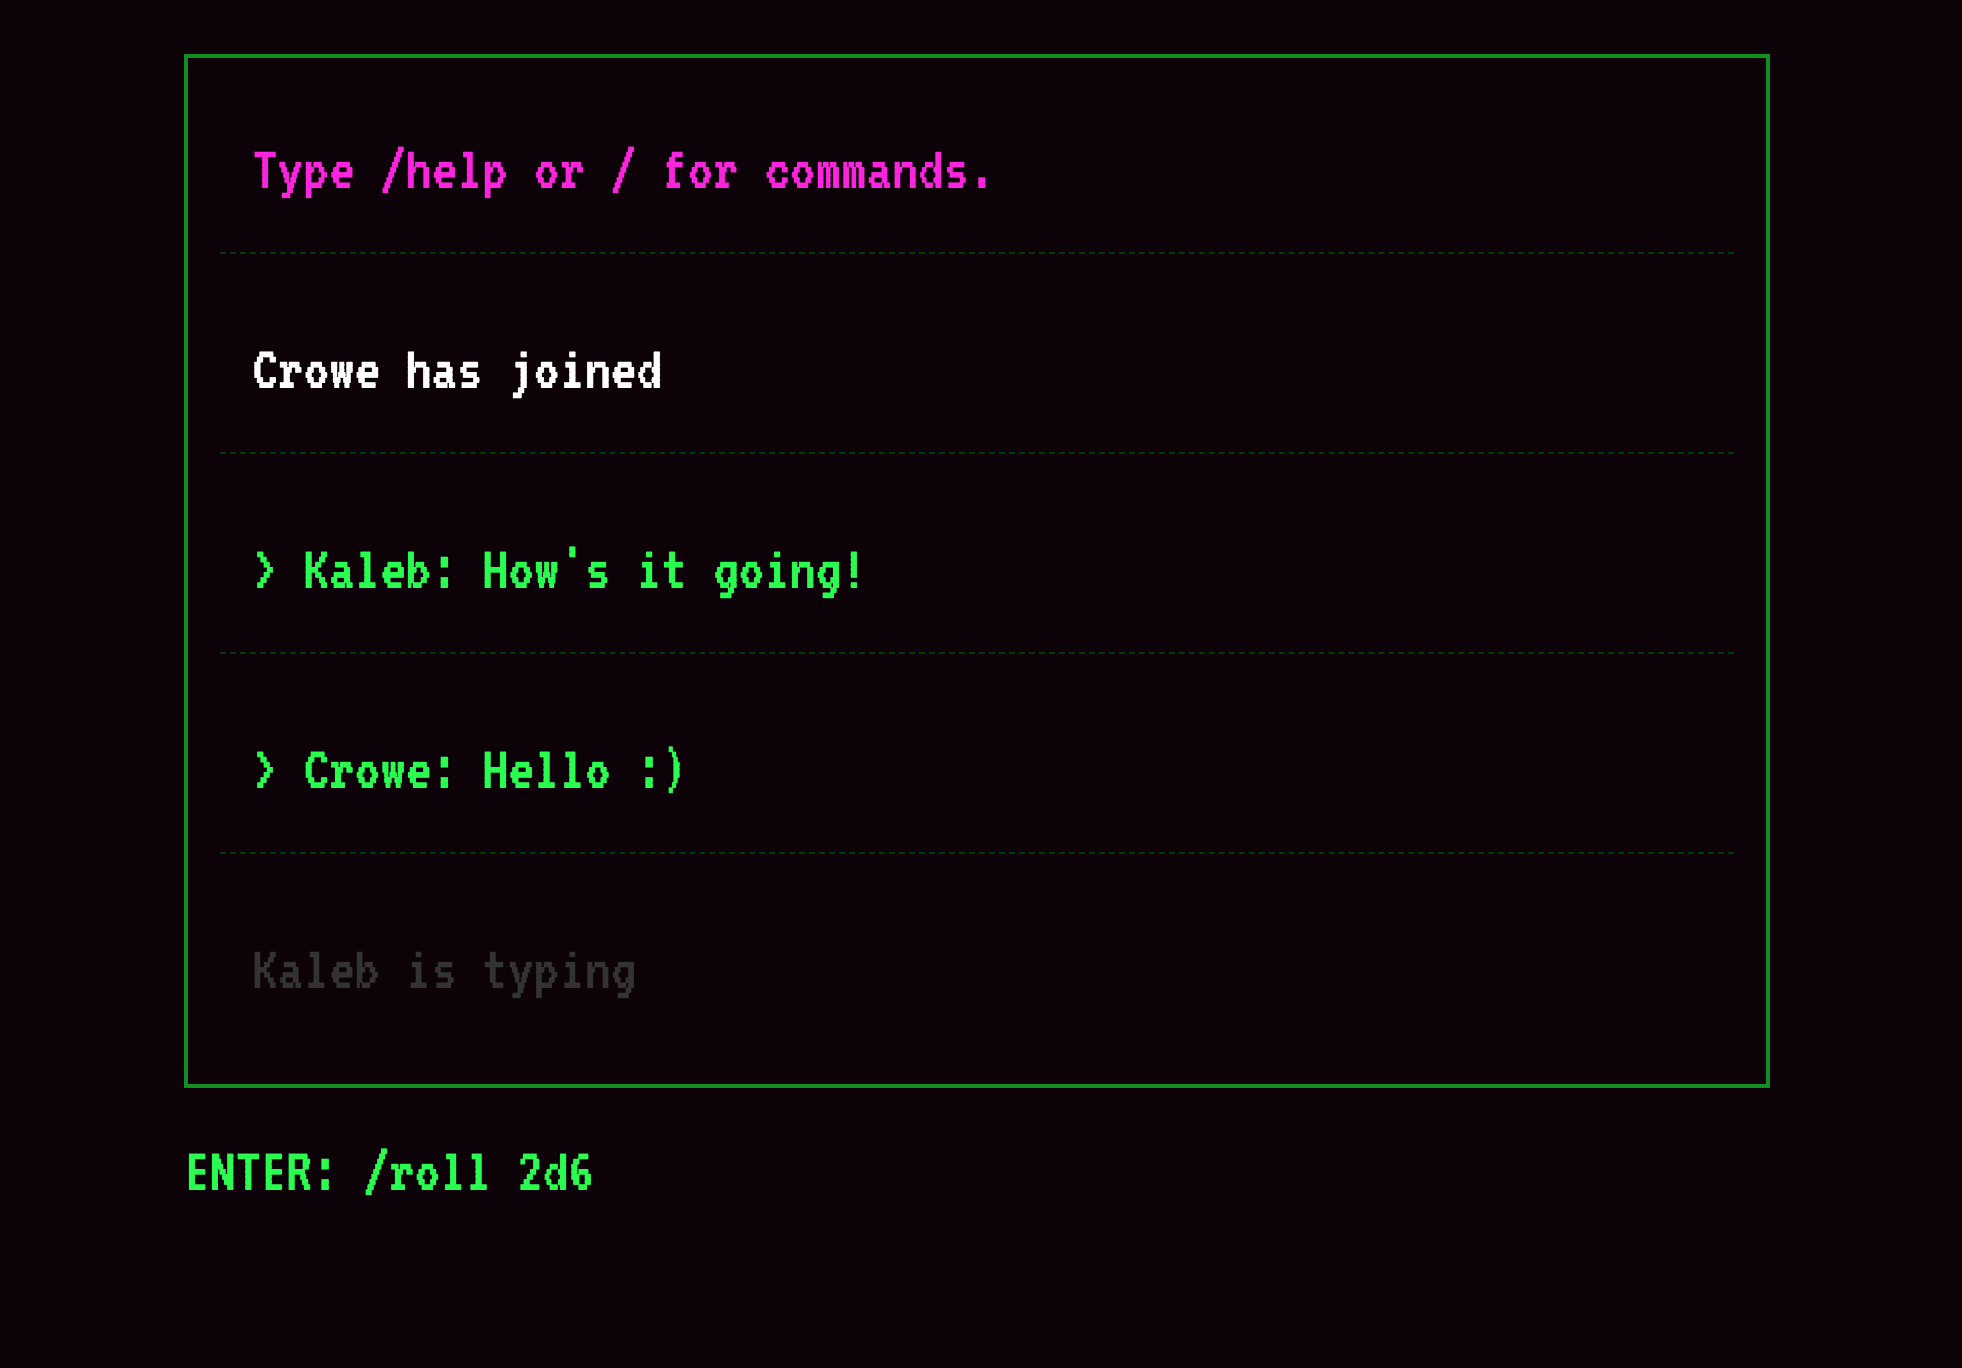 Type /help or / for commands.
Crowe has joined
> Kaleb: How's it going!
> Crowe: Hello :)
Kaleb is typing
ENTER: /roll 2d6